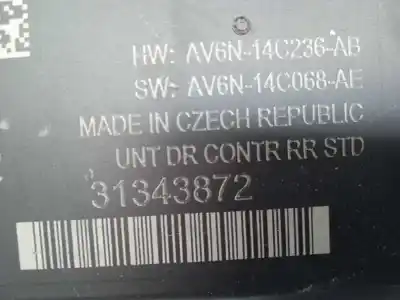 HW: AV6N-14C236-AB
SW: AV6N-14C068-AE
MADE IN CZECH REPUBLIC
UNT DR CONTR RR STD
31343872